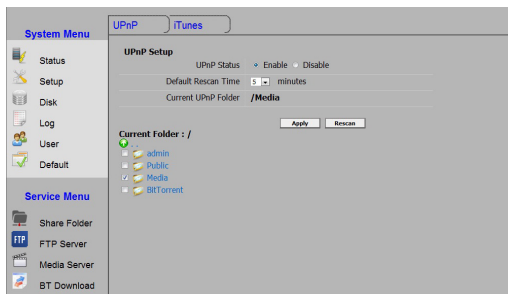 System Menu
Status
Setup
Disk
Log
User
Default
Service Menu
Share Folder
FTP
FTP Server
Media Server
BT Download
UPnP iTunes
UPnP Setup
UPnP Status Enable Disable
Default Rescan Time 5 minutes
Current UPnP Folder /Media
Apply Rescan
Current Folder : /
..
admin
Public
Media
BitTorrent